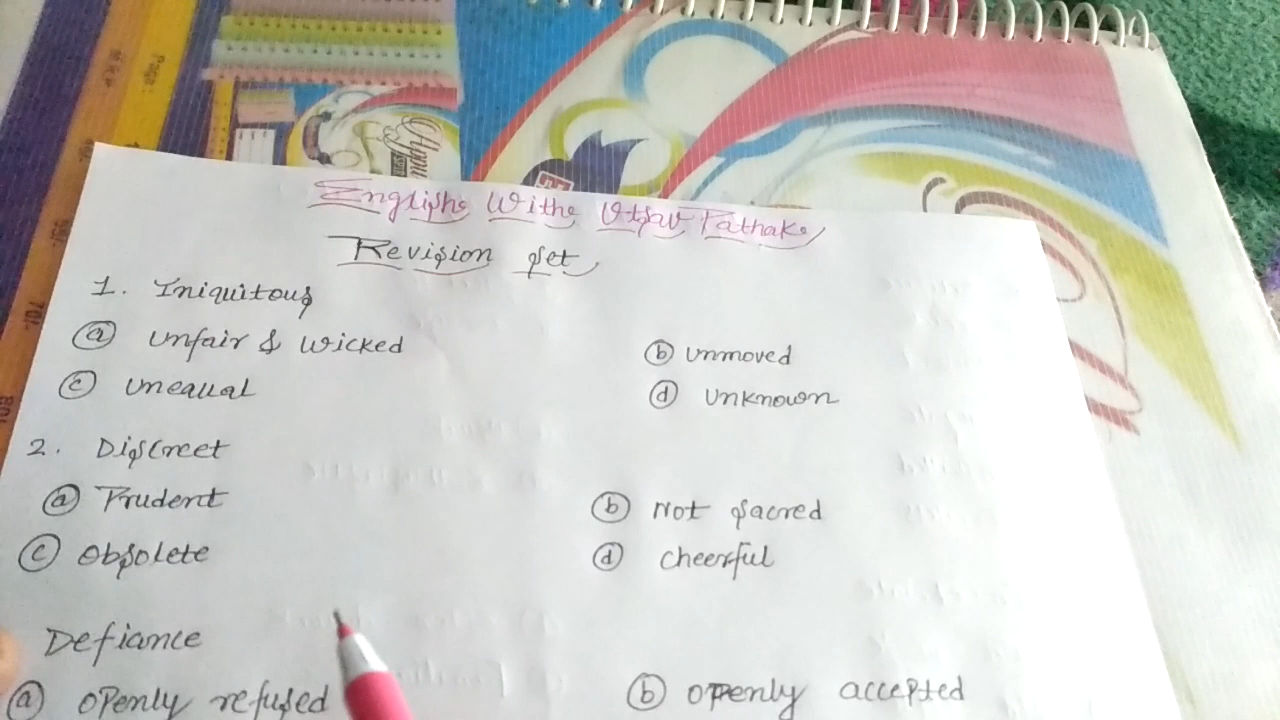 English With Utsav Pathak
Revision Set
1. Iniquitous
(a) unfair & wicked (b) unmoved
(c) unequal (d) unknown
2. Discreet
(a) Prudent (b) Not sacred
(c) obsolete (d) cheerful
Defiance
(a) openly refused (b) openly accepted